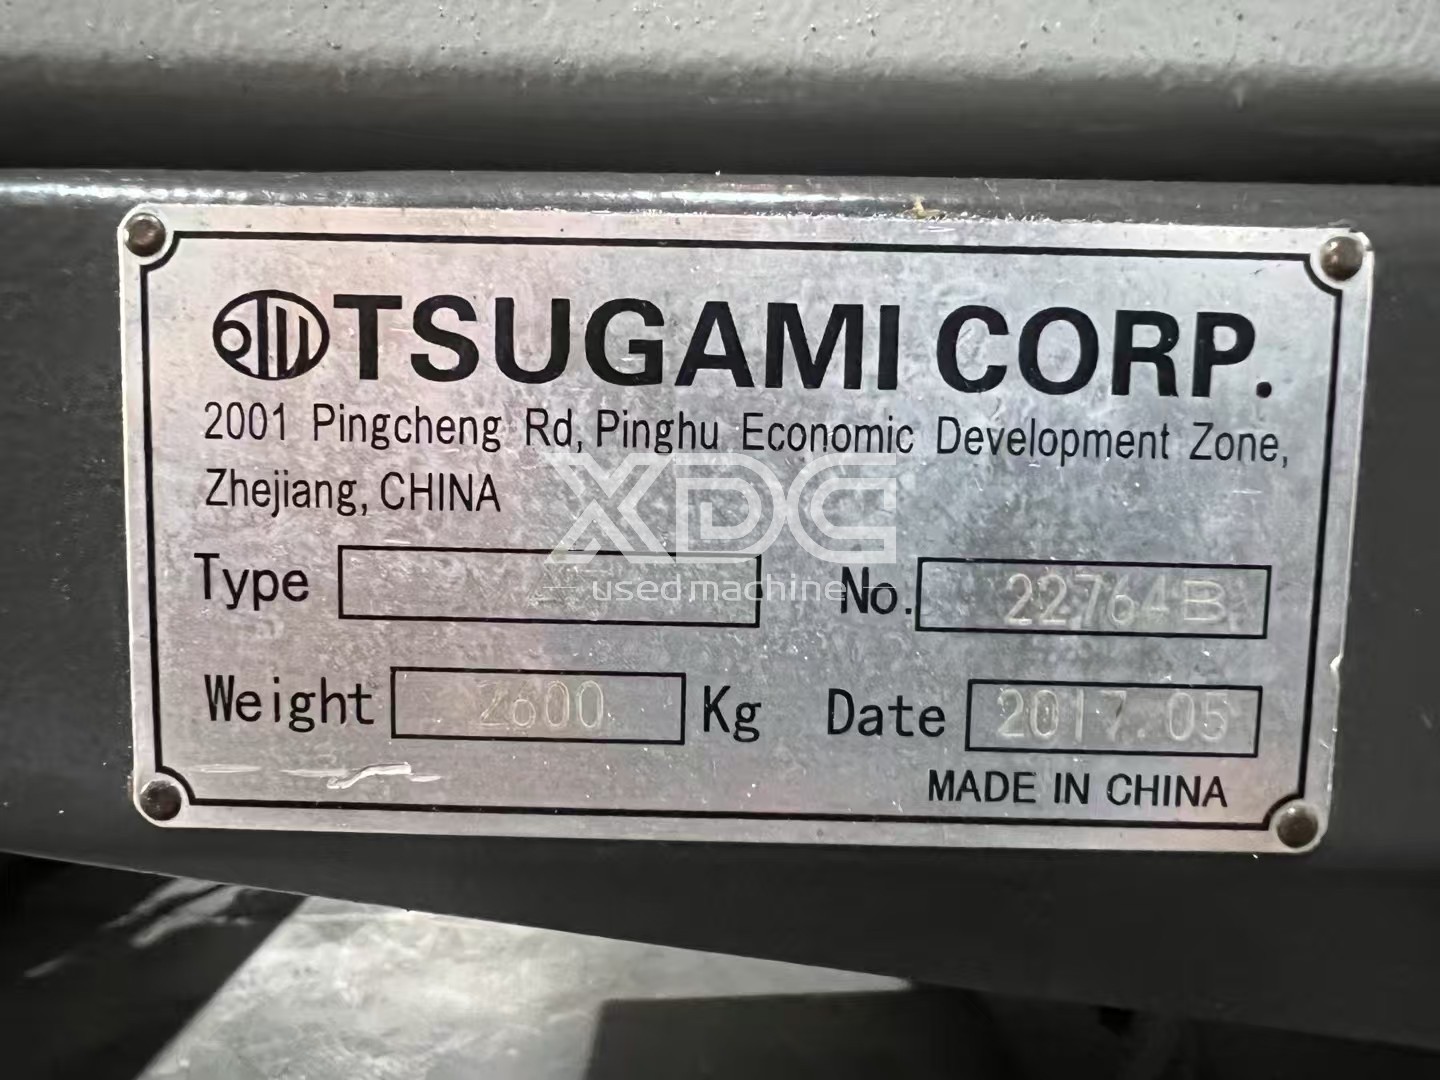 TSUGAMI CORP.
2001 Pingcheng Rd, Pinghu Economic Development Zone,
Zhejiang, CHINA
XDC
used machine
Type
No. 22764B
Weight 2600 Kg
Date 2017.05
MADE IN CHINA